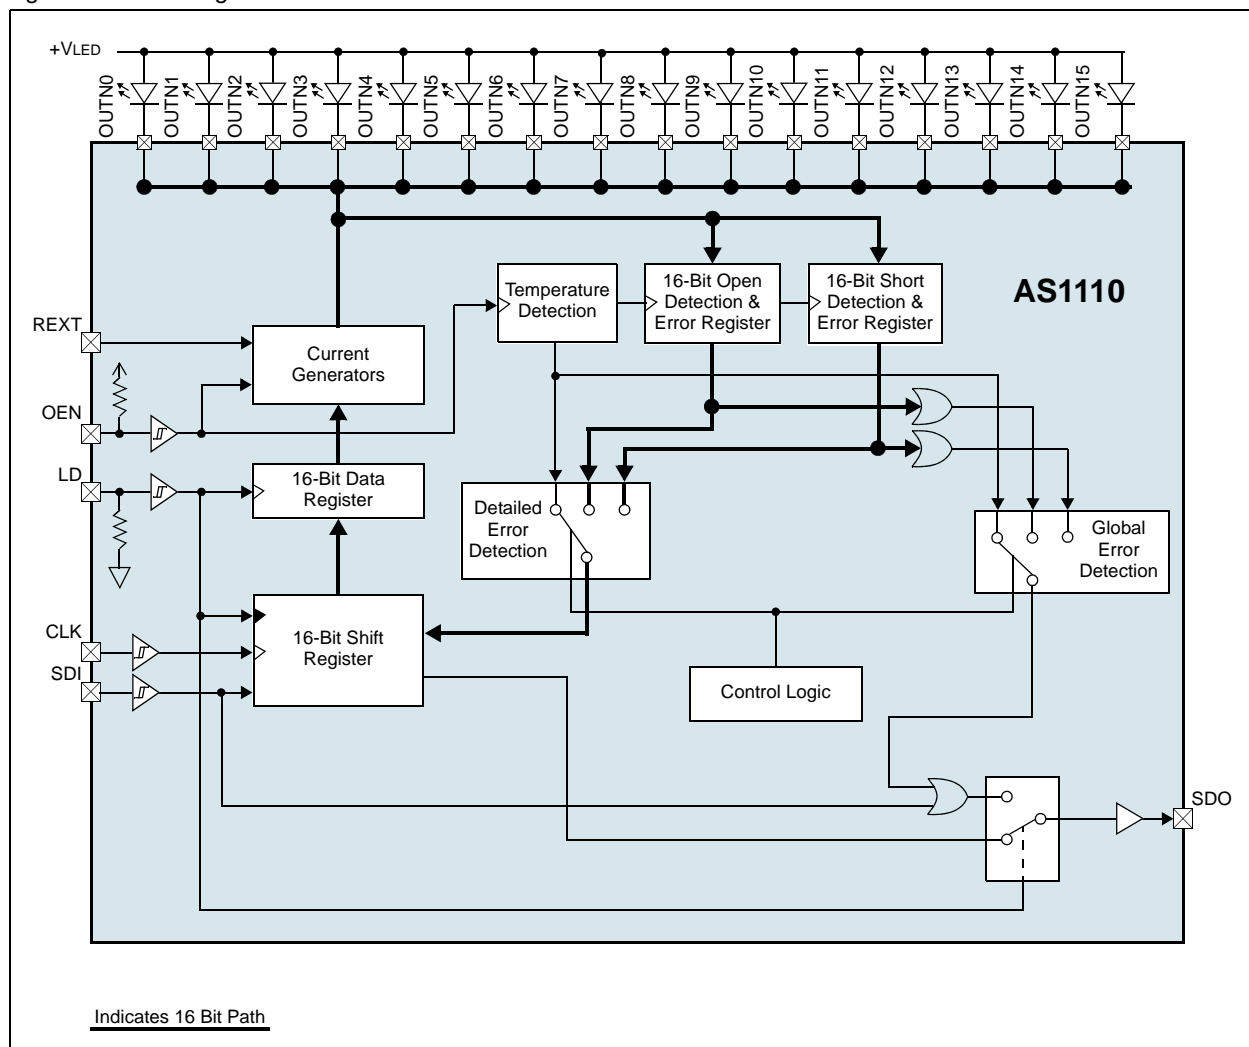 +VLED
OUTN0
OUTN1
OUTN2
OUTN3
OUTN4
OUTN5
OUTN6
OUTN7
OUTN8
OUTN9
OUTN10
OUTN11
OUTN12
OUTN13
OUTN14
OUTN15
AS1110
Temperature
Detection
16-Bit Open
Detection &
Error Register
16-Bit Short
Detection &
Error Register
REXT
Current
Generators
OEN
LD
16-Bit Data
Register
Detailed
Error
Detection
Global
Error
Detection
CLK
SDI
16-Bit Shift
Register
Control Logic
SDO
Indicates 16 Bit Path